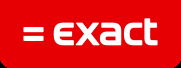 = exact